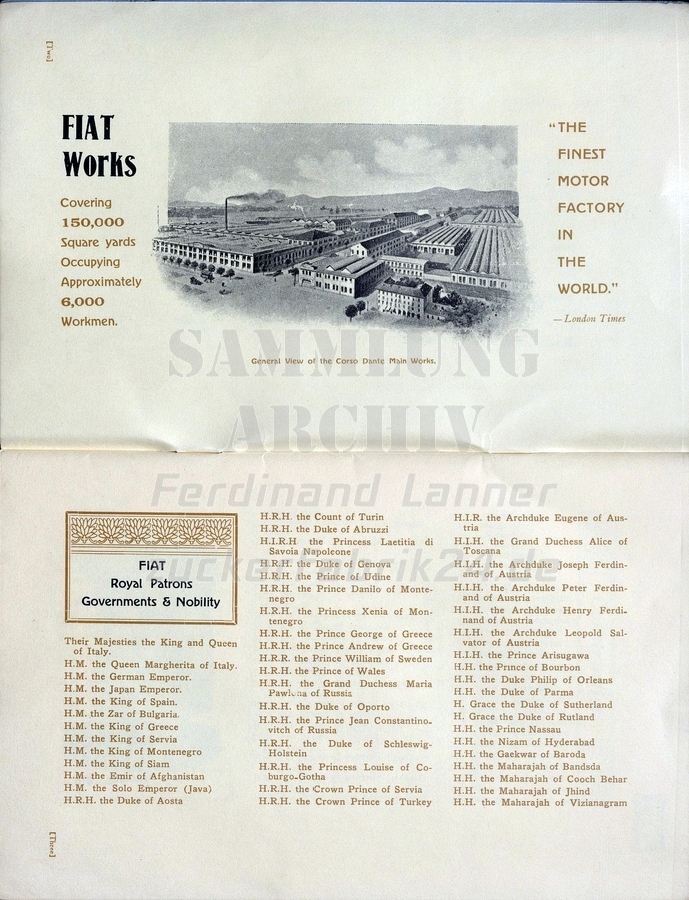 [Two]
FIAT
Works
Covering
150,000
Square yards
Occupying
Approximately
6,000
Workmen.
"THE
FINEST
MOTOR
FACTORY
IN
THE
WORLD."
—London Times
General View of the Corso Dante Main Works.
SAMMLUNG
ARCHIV
Ferdinand Lanner
FIAT
Royal Patrons
Governments & Nobility
Their Majesties the King and Queen
of Italy.
H.M. the Queen Margherita of Italy.
H.M. the German Emperor.
H.M. the Japan Emperor.
H.M. the King of Spain.
H.M. the Zar of Bulgaria.
H.M. the King of Greece
H.M. the King of Servia
H.M. the King of Montenegro
H.M. the King of Siam
H.M. the Emir of Afghanistan
H.M. the Solo Emperor (Java)
H.R.H. the Duke of Aosta
H.R.H. the Count of Turin
H.R.H. the Duke of Abruzzi
H.I.R.H the Princess Laetitia di
Savoia Napoleone
H.R.H. the Duke of Genova
H.R.H. the Prince of Udine
H.R.H. the Prince Danilo of Monte-
negro
H.R.H. the Princess Xenia of Mon-
tenegro
H.R.H. the Prince George of Greece
H.R.H. the Prince Andrew of Greece
H.R.R. the Prince William of Sweden
H.R.H. the Prince of Wales
H.R.H. the Grand Duchess Maria
of Russia
H.R.H. the Duke of Oporto
H.R.H. the Prince Jean Constantino-
vitch of Russia
H.R.H. the Duke of Schleswig-
Holstein
H.R.H. the Princess Louise of Co-
burgo-Gotha
H.R.H. the Crown Prince of Servia
H.R.H. the Crown Prince of Turkey
H.I.R. the Archduke Eugene of Aus-
tria
H.I.H. the Grand Duchess Alice of
Toscana
H.I.H. the Archduke Joseph Ferdin-
and of Austria
H.I.H. the Archduke Peter Ferdin-
and of Austria
H.I.H. the Archduke Henry Ferdi-
nand of Austria
H.I.H. the Archduke Leopold Sal-
vator of Austria
H.I.H. the Prince Arisugawa
H.H. the Prince of Bourbon
H.H. the Duke Philip of Orleans
H.H. the Duke of Parma
H. Grace the Duke of Sutherland
H. Grace the Duke of Rutland
H.H. the Prince Nassau
H.H. the Nizam of Hyderabad
H.H. the Gaekwar of Baroda
H.H. the Maharajah of Bandsda
H.H. the Maharajah of Cooch Behar
H.H. the Maharajah of Jhind
H.H. the Maharajah of Vizianagram
[Three]